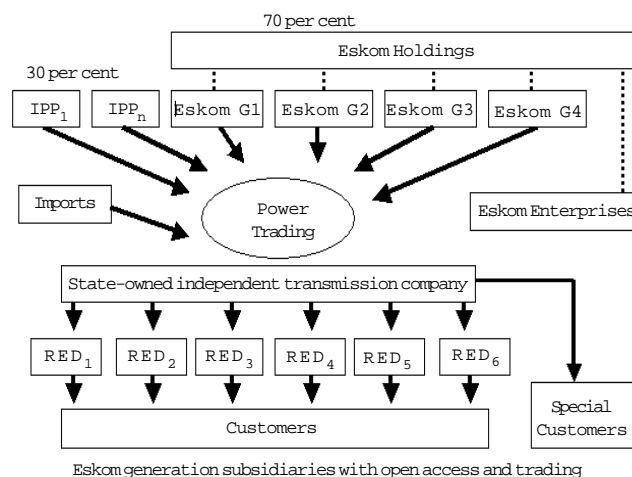 70 per cent
Eskom Holdings
30 per cent
IPP1
IPPn
Eskom G1
Eskom G2
Eskom G3
Eskom G4
Imports
Power
Trading
Eskom Enterprises
State-owned independent transmission company
RED1
RED2
RED3
RED4
RED5
RED6
Customers
Special
Customers
Eskom generation subsidiaries with open access and trading